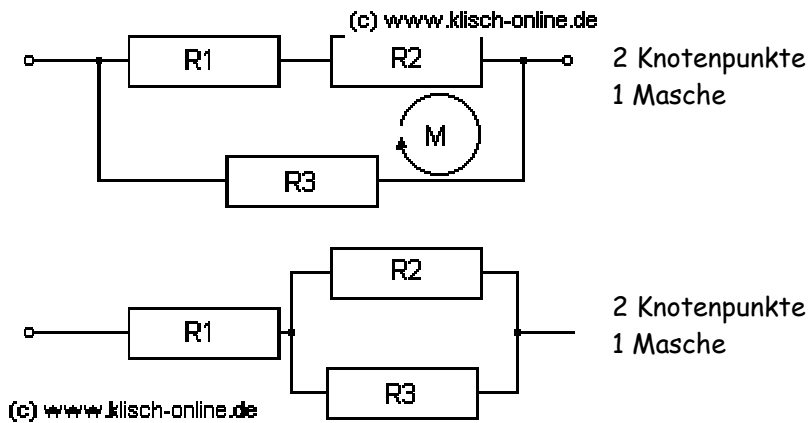 (c) www.klisch-online.de
R1
R2
2 Knotenpunkte
1 Masche
M
R3
R2
R1
2 Knotenpunkte
1 Masche
R3
(c) www.klisch-online.de